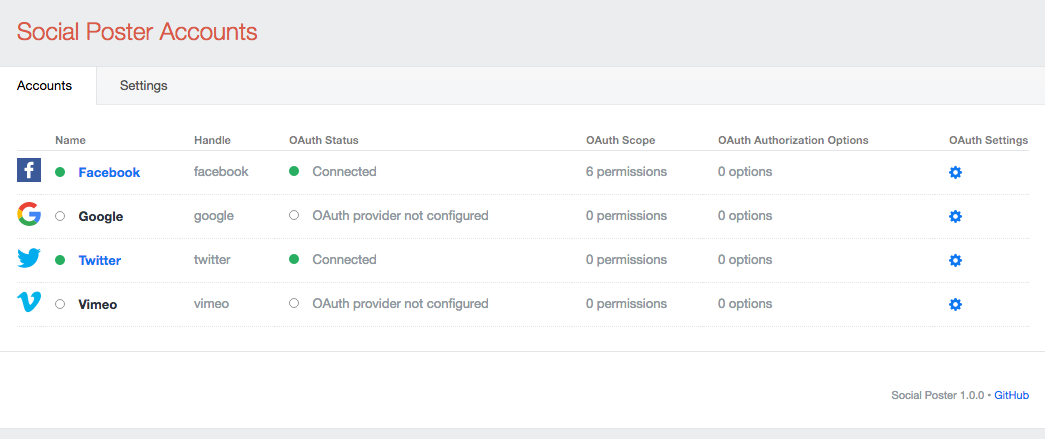 Social Poster Accounts
Accounts Settings
Name Handle OAuth Status OAuth Scope OAuth Authorization Options OAuth Settings
Facebook facebook Connected 6 permissions 0 options
Google google OAuth provider not configured 0 permissions 0 options
Twitter twitter Connected 0 permissions 0 options
Vimeo vimeo OAuth provider not configured 0 permissions 0 options
Social Poster 1.0.0 • GitHub